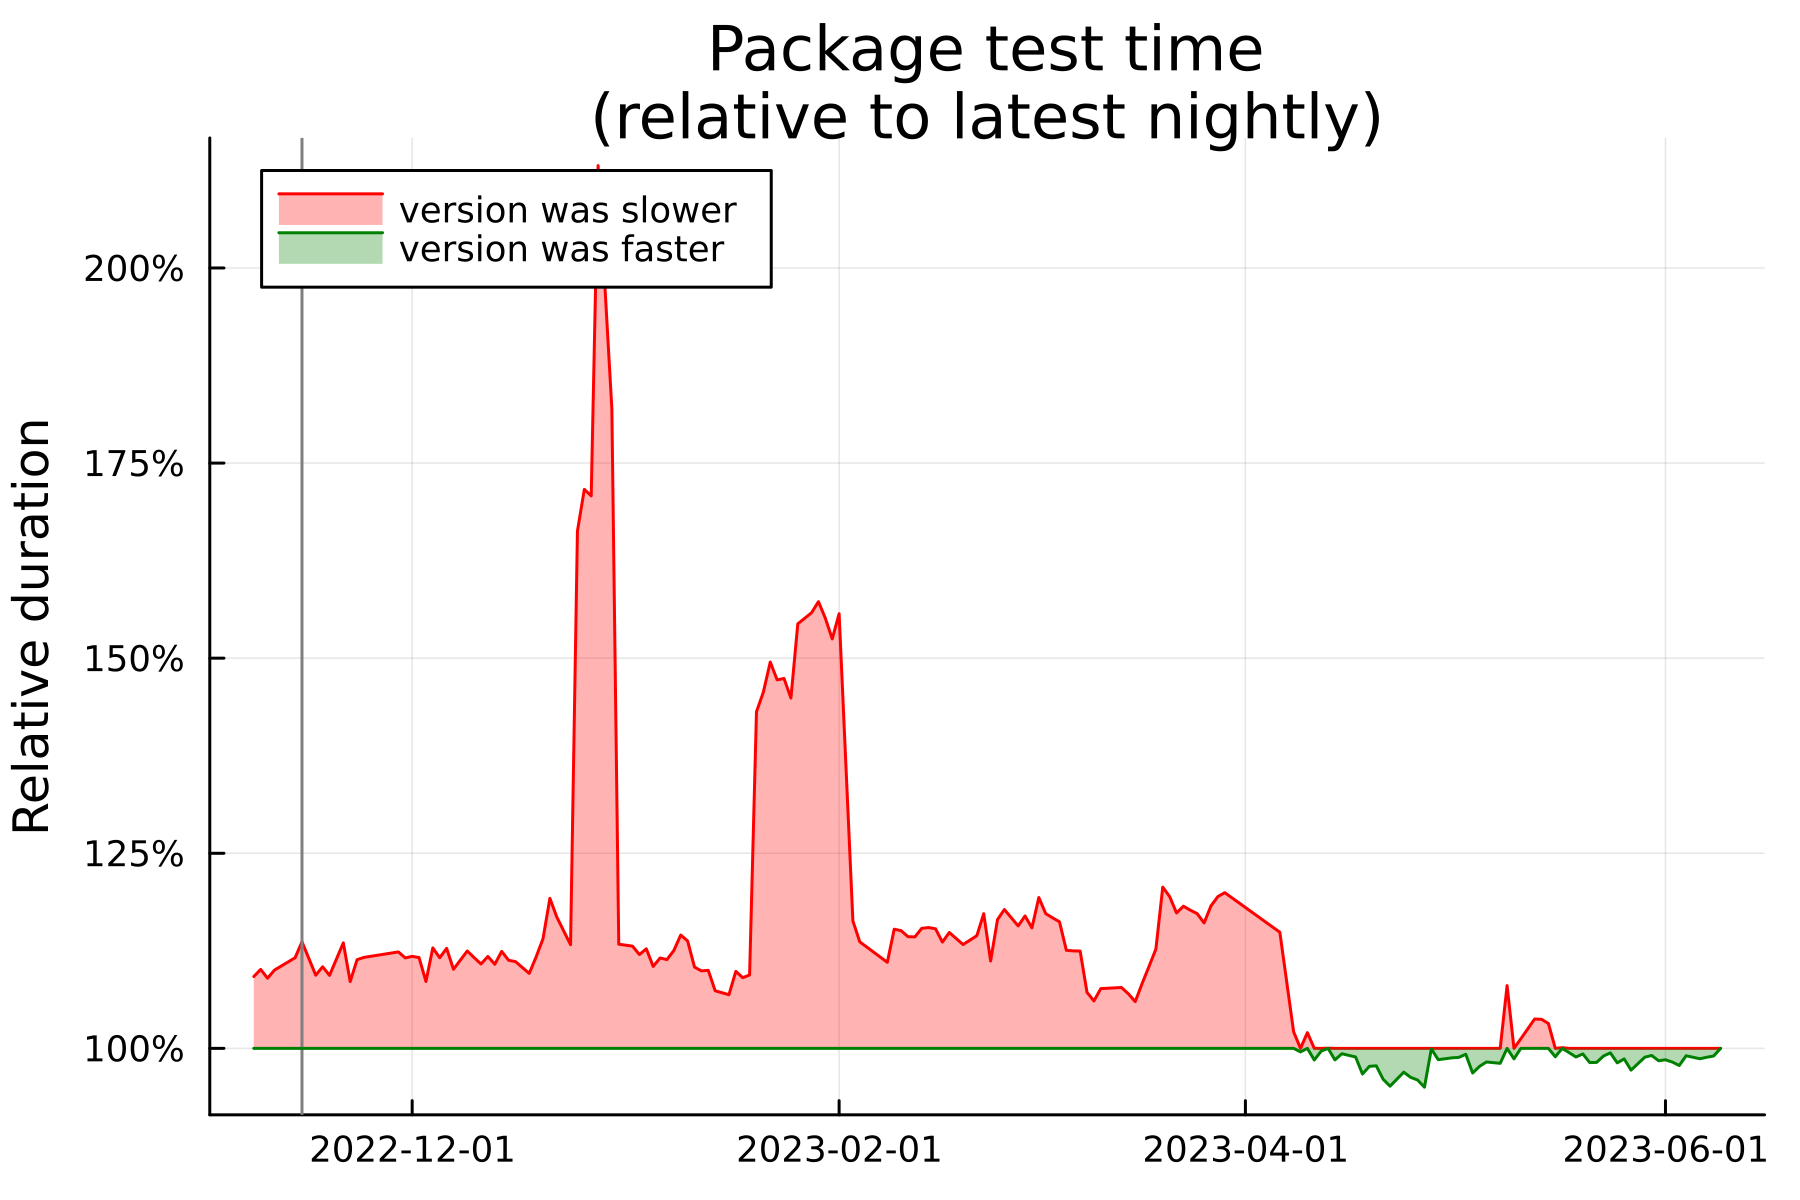 Package test time
(relative to latest nightly)
version was slower
version was faster
200%
175%
150%
125%
100%
Relative duration
2022-12-01
2023-02-01
2023-04-01
2023-06-01